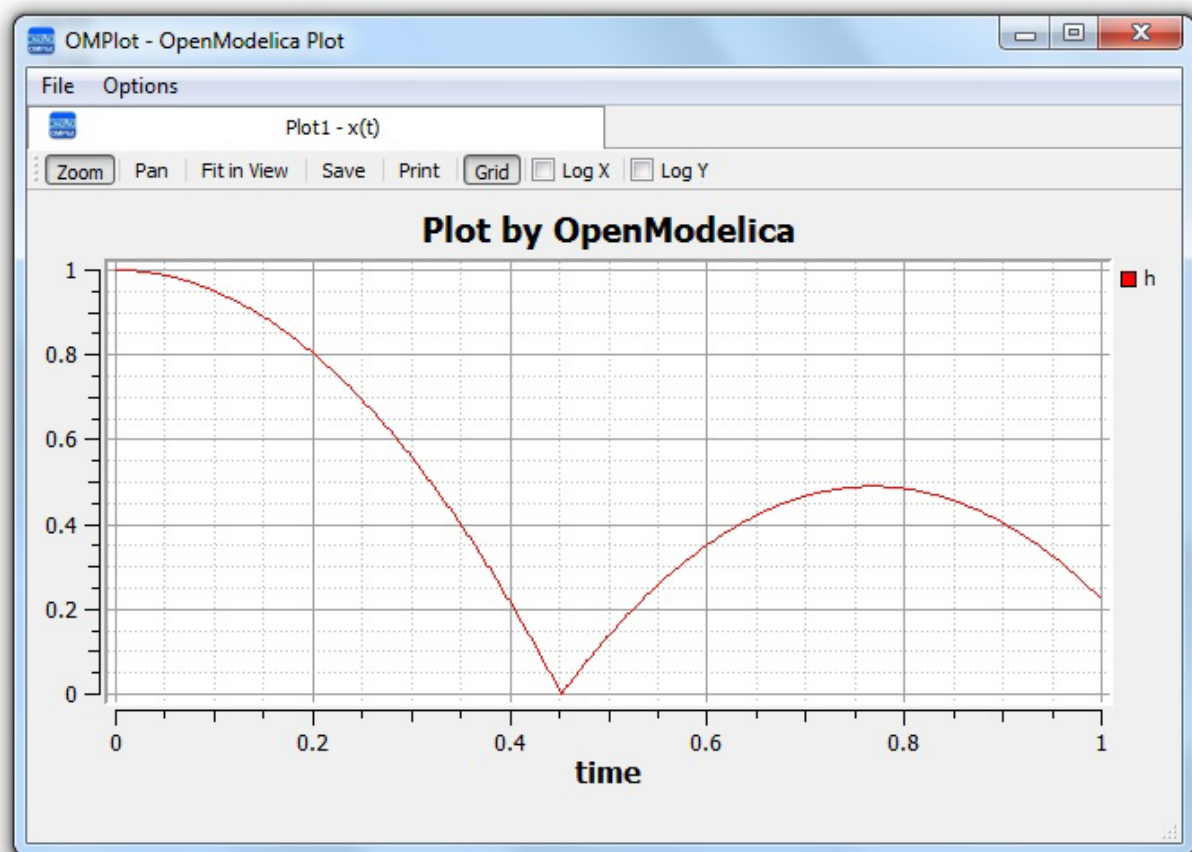 OMPlot - OpenModelica Plot
File Options
Plot1 - x(t)
Zoom Pan Fit in View Save Print Grid Log X Log Y
Plot by OpenModelica
1
h
0.8
0.6
0.4
0.2
0
0 0.2 0.4 0.6 0.8 1
time